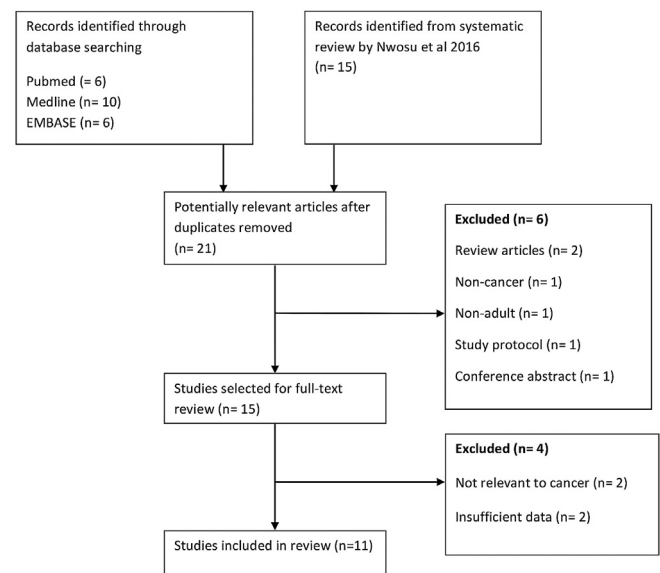 Records identified through
database searching
Pubmed (= 6)
Medline (n= 10)
EMBASE (n= 6)
Records identified from systematic
review by Nwosu et al 2016
(n= 15)
Potentially relevant articles after
duplicates removed
(n= 21)
Excluded (n= 6)
Review articles (n= 2)
Non-cancer (n= 1)
Non-adult (n= 1)
Study protocol (n= 1)
Conference abstract (n= 1)
Studies selected for full-text
review (n= 15)
Excluded (n= 4)
Not relevant to cancer (n= 2)
Insufficient data (n= 2)
Studies included in review (n=11)